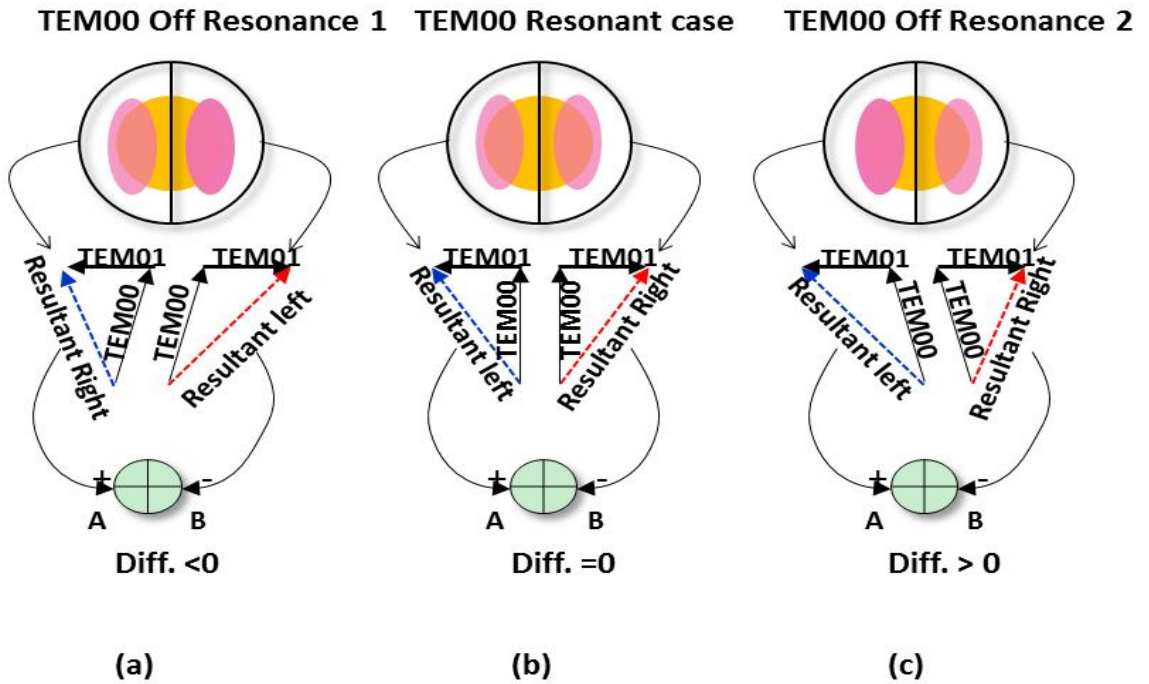 TEM00 Off Resonance 1
TEM01
TEM01
Resultant Right
TEM00
TEM00
Resultant left
+
-
A
B
Diff. <0
(a)
TEM00 Resonant case
TEM01
TEM01
Resultant left
TEM00
TEM00
Resultant Right
+
-
A
B
Diff. =0
(b)
TEM00 Off Resonance 2
TEM01
TEM01
Resultant left
TEM00
TEM00
Resultant Right
+
-
A
B
Diff. > 0
(c)